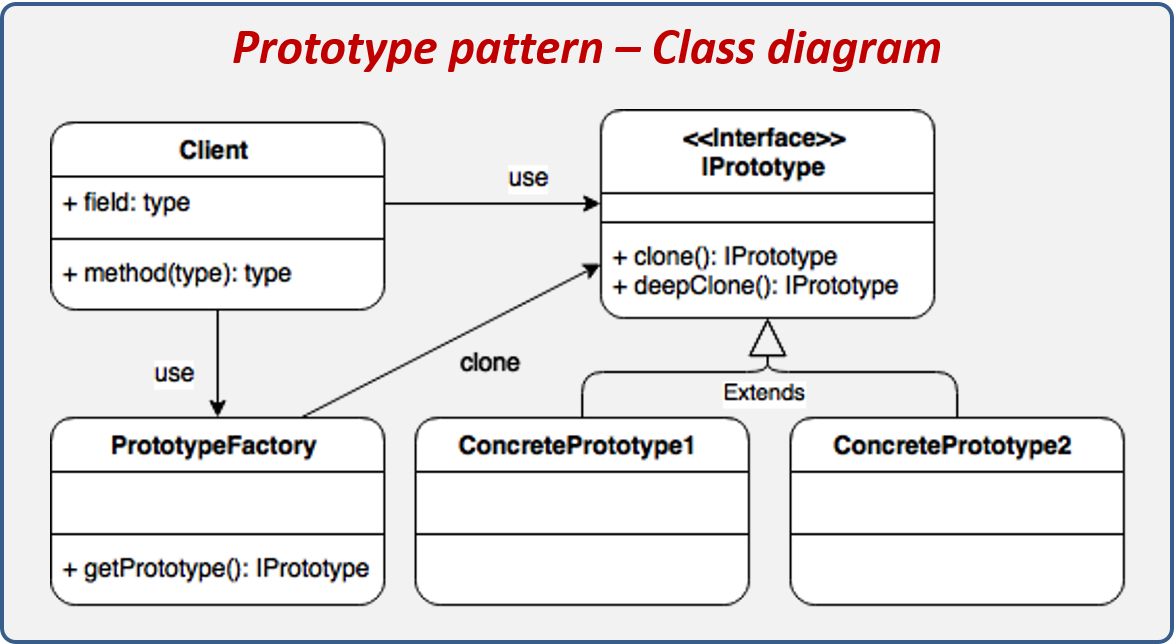 Prototype pattern – Class diagram
Client
+ field: type
+ method(type): type
use
<<Interface>>
IPrototype
+ clone(): IPrototype
+ deepClone(): IPrototype
use
clone
Extends
PrototypeFactory
+ getPrototype(): IPrototype
ConcretePrototype1
ConcretePrototype2